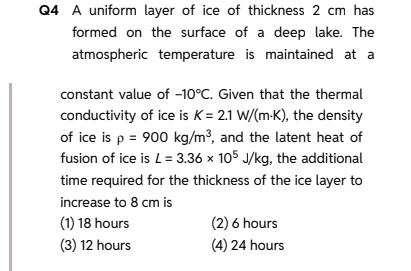 Q4 A uniform layer of ice of thickness 2 cm has
formed on the surface of a deep lake. The
atmospheric temperature is maintained at a
constant value of –10°C. Given that the thermal
conductivity of ice is K = 2.1 W/(m·K), the density
of ice is ρ = 900 kg/m³, and the latent heat of
fusion of ice is L = 3.36 × 10⁵ J/kg, the additional
time required for the thickness of the ice layer to
increase to 8 cm is
(1) 18 hours (2) 6 hours
(3) 12 hours (4) 24 hours